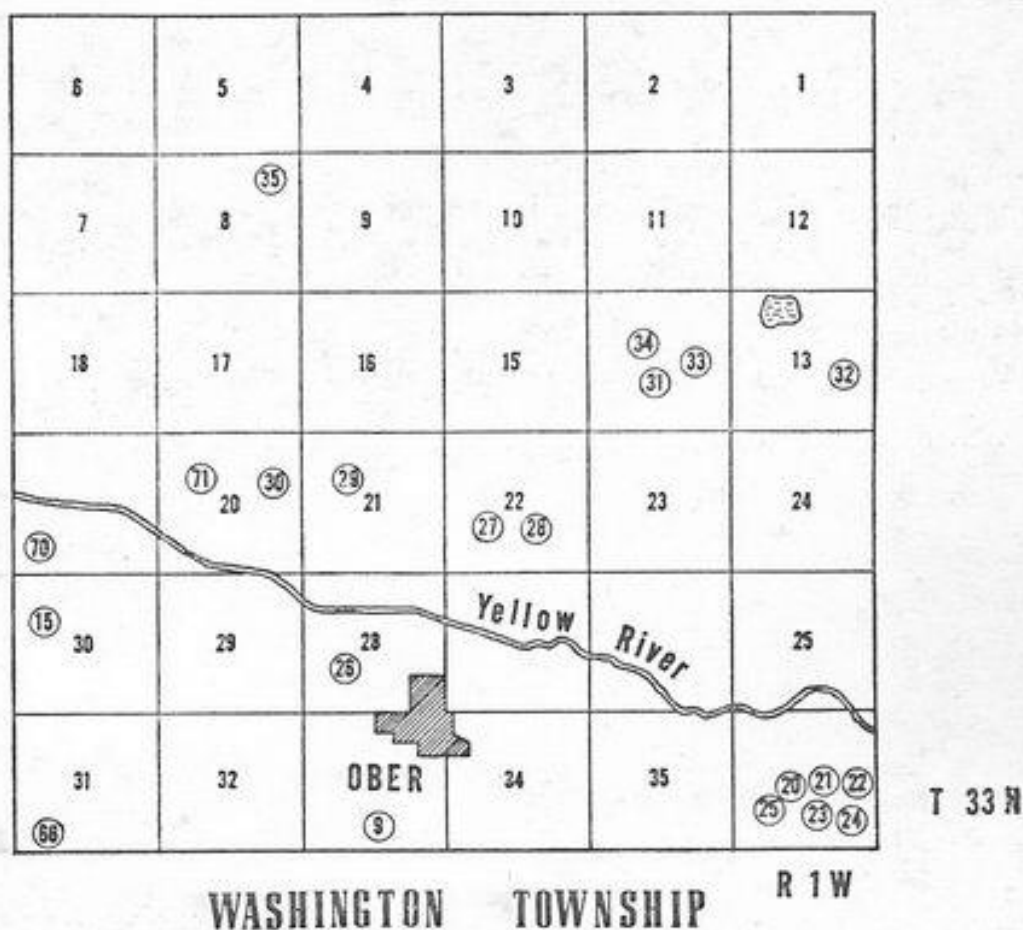 6 5 4 3 2 1
35
7 8 9 10 11 12
34
18 17 16 15 33 13
31 32
71 30 29
20 21 22 23 24
27 28
70
15 Yellow
30 29 28 River 25
26
31 32 OBER 34 35 20 21 22
25 23 24
66 9
T 33 N
R 1 W
WASHINGTON TOWNSHIP